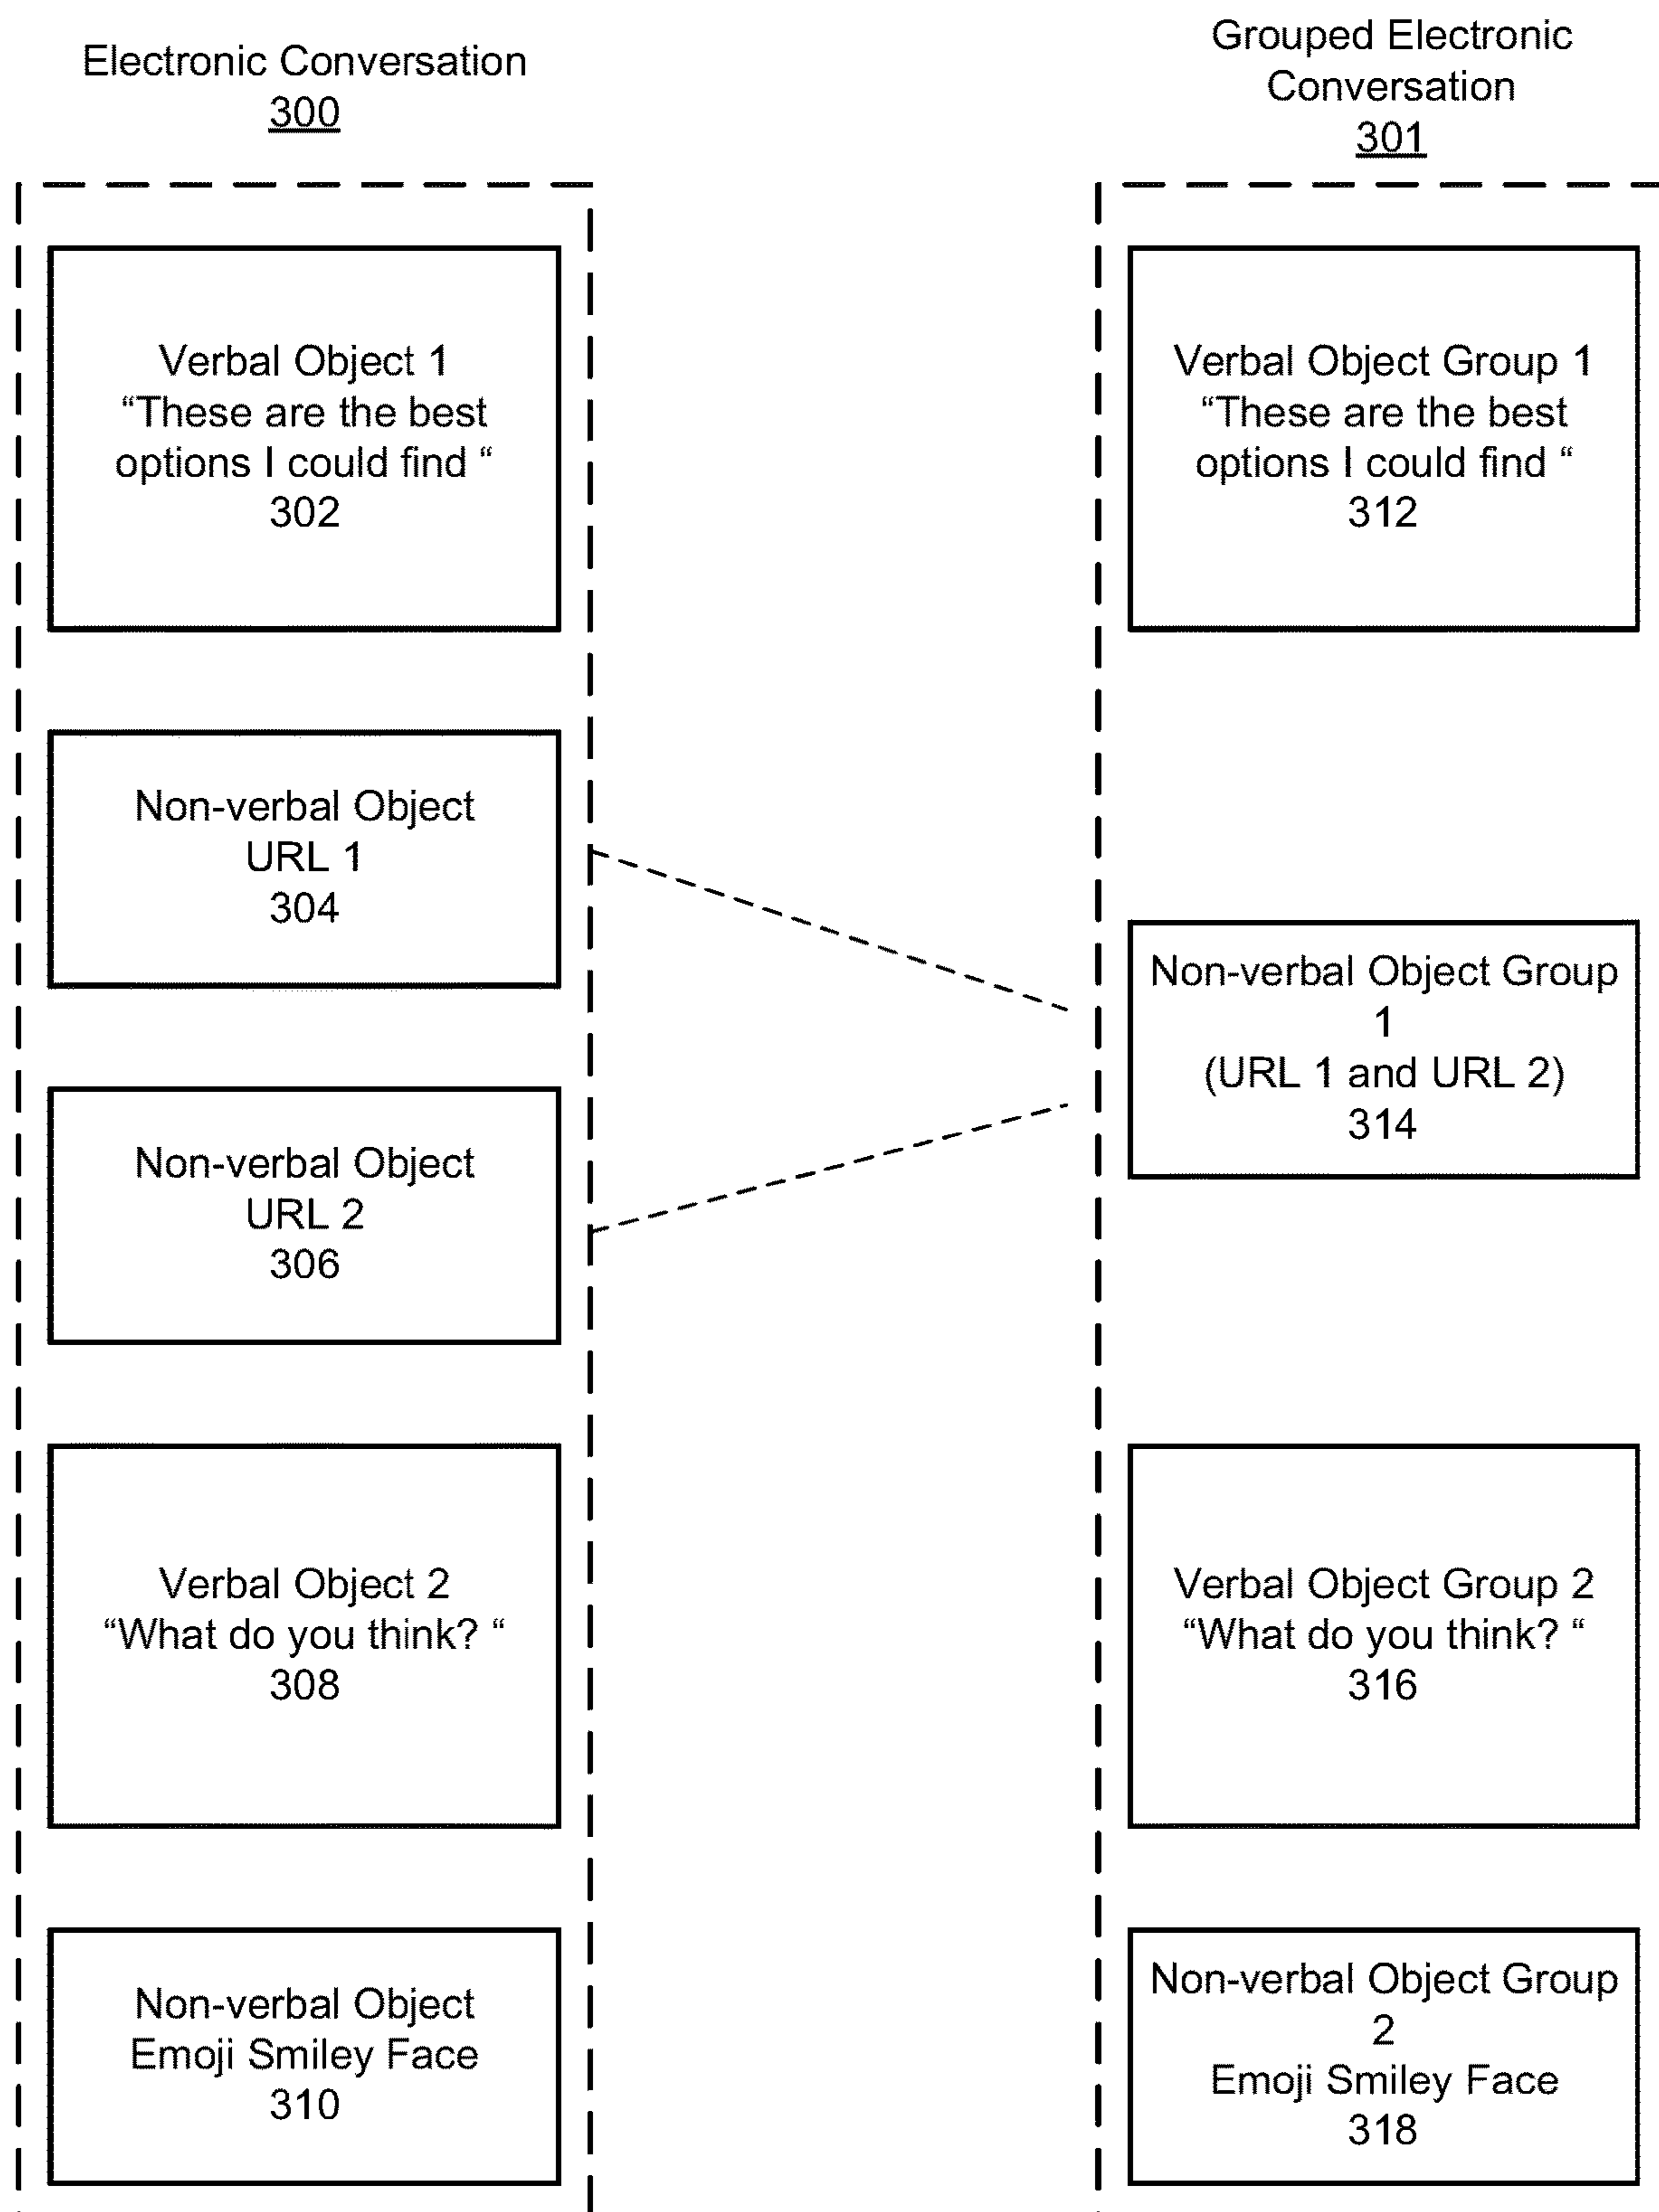 Electronic Conversation
300
Verbal Object 1
“These are the best
options I could find “
302
Non-verbal Object
URL 1
304
Non-verbal Object
URL 2
306
Verbal Object 2
“What do you think? “
308
Non-verbal Object
Emoji Smiley Face
310
Grouped Electronic
Conversation
301
Verbal Object Group 1
“These are the best
options I could find “
312
Non-verbal Object Group
1
(URL 1 and URL 2)
314
Verbal Object Group 2
“What do you think? “
316
Non-verbal Object Group
2
Emoji Smiley Face
318